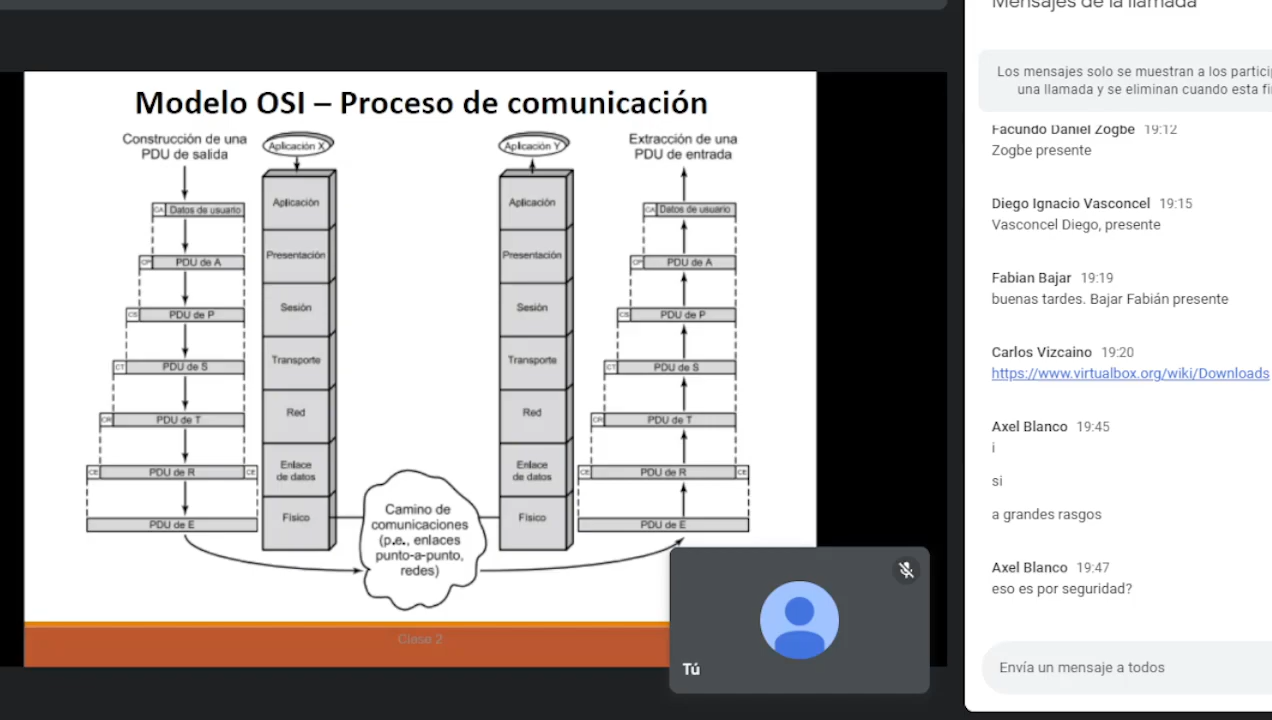 Modelo OSI – Proceso de comunicación
Construcción de una
PDU de salida
Aplicación X
Aplicación Y
Extracción de una
PDU de entrada
CA Datos de usuario
Aplicación
Aplicación
CA Datos de usuario
CP PDU de A
Presentación
Presentación
CP PDU de A
CS PDU de P
Sesión
Sesión
CS PDU de P
CT PDU de S
Transporte
Transporte
CT PDU de S
CR PDU de T
Red
Red
CR PDU de T
CE PDU de R CE
Enlace
de datos
Enlace
de datos
CE PDU de R CE
PDU de E
Físico
Camino de
comunicaciones
(p.e., enlaces
punto-a-punto,
redes)
Físico
PDU de E
Clase 2
Tú
Mensajes de la llamada
Los mensajes solo se muestran a los partici
una llamada y se eliminan cuando esta fi
Facundo Daniel Zogbe 19:12
Zogbe presente
Diego Ignacio Vasconcel 19:15
Vasconcel Diego, presente
Fabian Bajar 19:19
buenas tardes. Bajar Fabián presente
Carlos Vizcaino 19:20
https://www.virtualbox.org/wiki/Downloads
Axel Blanco 19:45
i
si
a grandes rasgos
Axel Blanco 19:47
eso es por seguridad?
Envía un mensaje a todos